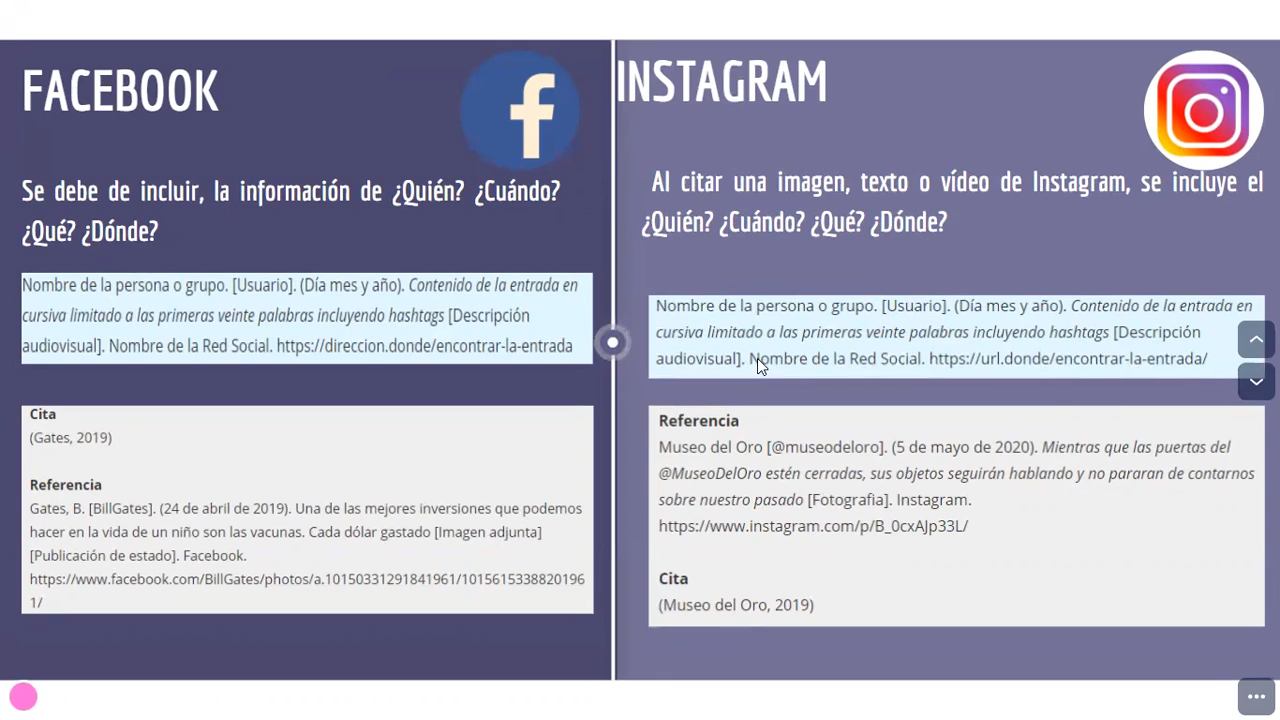 FACEBOOK
Se debe de incluir, la información de ¿Quién? ¿Cuándo?
¿Qué? ¿Dónde?
Nombre de la persona o grupo. [Usuario]. (Día mes y año). Contenido de la entrada en
cursiva limitado a las primeras veinte palabras incluyendo hashtags [Descripción
audiovisual]. Nombre de la Red Social. https://direccion.donde/encontrar-la-entrada
Cita
(Gates, 2019)
Referencia
Gates, B. [BillGates]. (24 de abril de 2019). Una de las mejores inversiones que podemos
hacer en la vida de un niño son las vacunas. Cada dólar gastado [Imagen adjunta]
[Publicación de estado]. Facebook.
https://www.facebook.com/BillGates/photos/a.10150331291841961/1015615338820196
1/
INSTAGRAM
Al citar una imagen, texto o vídeo de Instagram, se incluye el
¿Quién? ¿Cuándo? ¿Qué? ¿Dónde?
Nombre de la persona o grupo. [Usuario]. (Día mes y año). Contenido de la entrada en
cursiva limitado a las primeras veinte palabras incluyendo hashtags [Descripción
audiovisual]. Nombre de la Red Social. https://url.donde/encontrar-la-entrada/
Referencia
Museo del Oro [@museodeloro]. (5 de mayo de 2020). Mientras que las puertas del
@MuseoDelOro estén cerradas, sus objetos seguirán hablando y no pararan de contarnos
sobre nuestro pasado [Fotografia]. Instagram.
https://www.instagram.com/p/B_0cxAJp33L/
Cita
(Museo del Oro, 2019)